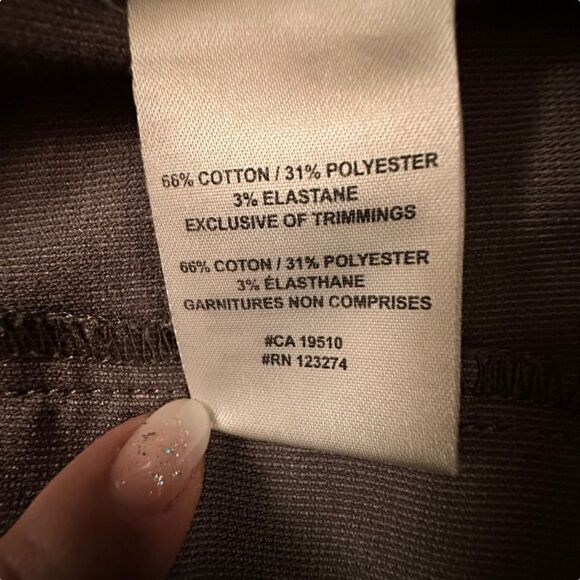 66% COTTON / 31% POLYESTER
3% ELASTANE
EXCLUSIVE OF TRIMMINGS
66% COTON / 31% POLYESTER
3% ÉLASTHANE
GARNITURES NON COMPRISES
#CA 19510
#RN 123274